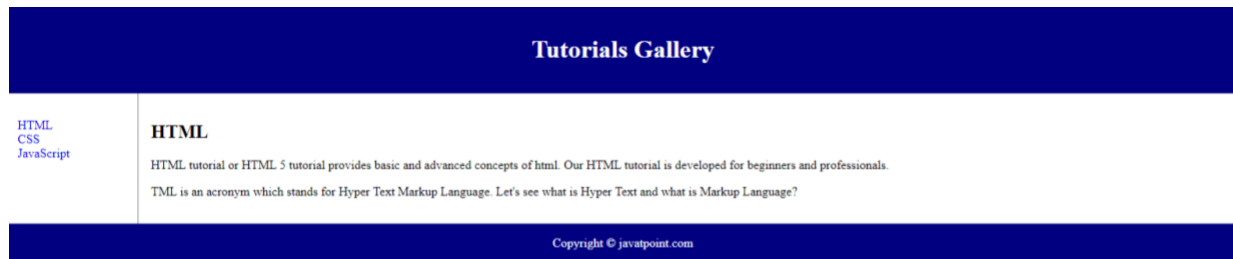 Tutorials Gallery
HTML
CSS
JavaScript
HTML
HTML tutorial or HTML 5 tutorial provides basic and advanced concepts of html. Our HTML tutorial is developed for beginners and professionals.
TML is an acronym which stands for Hyper Text Markup Language. Let's see what is Hyper Text and what is Markup Language?
Copyright © javatpoint.com